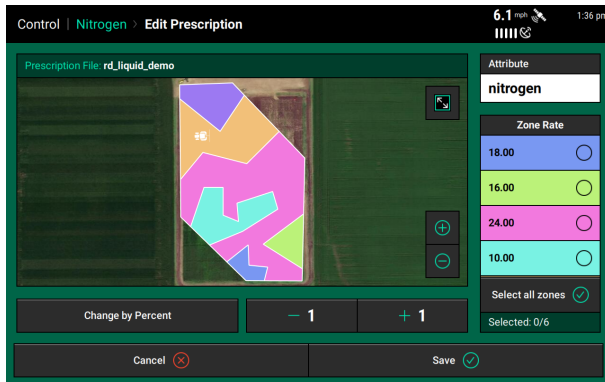 Control | Nitrogen > Edit Prescription
6.1 mph
1:36 pm
Prescription File: rd_liquid_demo
Attribute
nitrogen
Zone Rate
18.00
16.00
24.00
10.00
Select all zones
Selected: 0/6
Change by Percent
− 1
+ 1
Cancel
Save